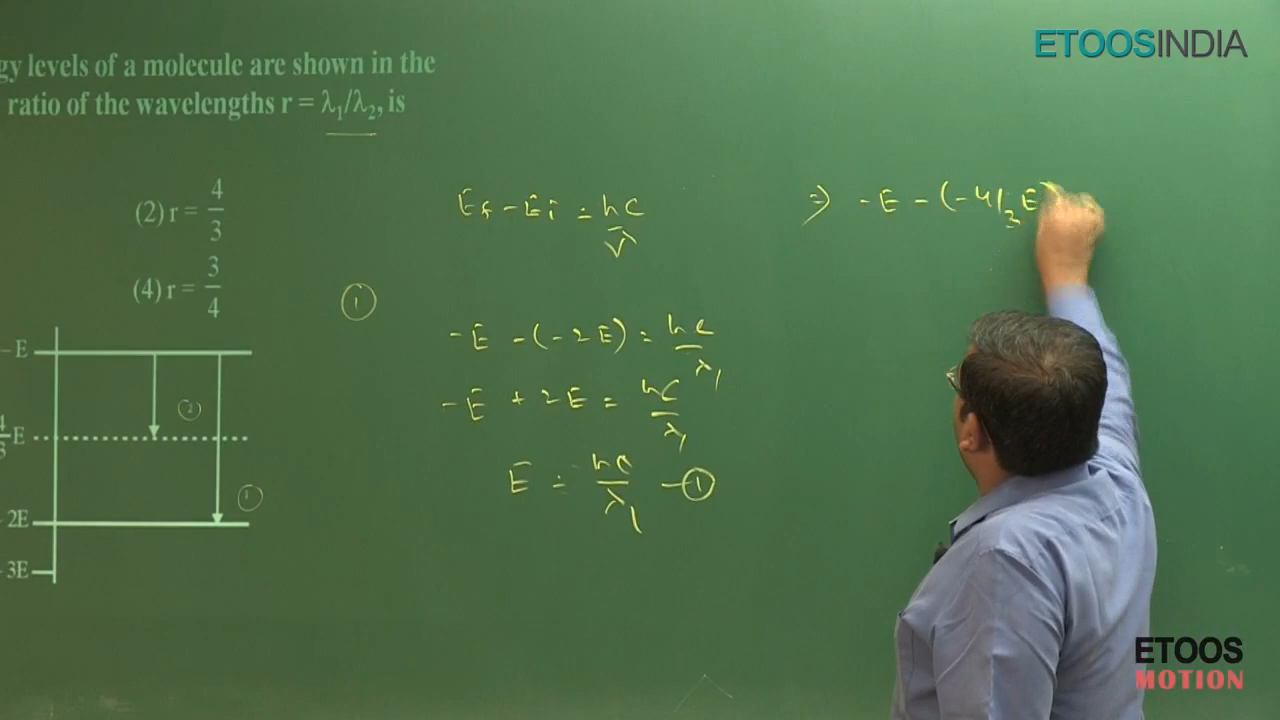 ETOOSINDIA
gy levels of a molecule are shown in the
ratio of the wavelengths r = λ₁/λ₂, is
(2) r = 4/3
(4) r = 3/4
-E
4/3 E
2E
3E
②
①
①
Ef - Ei = hc/λ
-E - (-2E) = hc/λ₁
-E + 2E = hc/λ₁
E = hc/λ₁ -①
⇒ -E - (-4/3 E)
ETOOS
MOTION